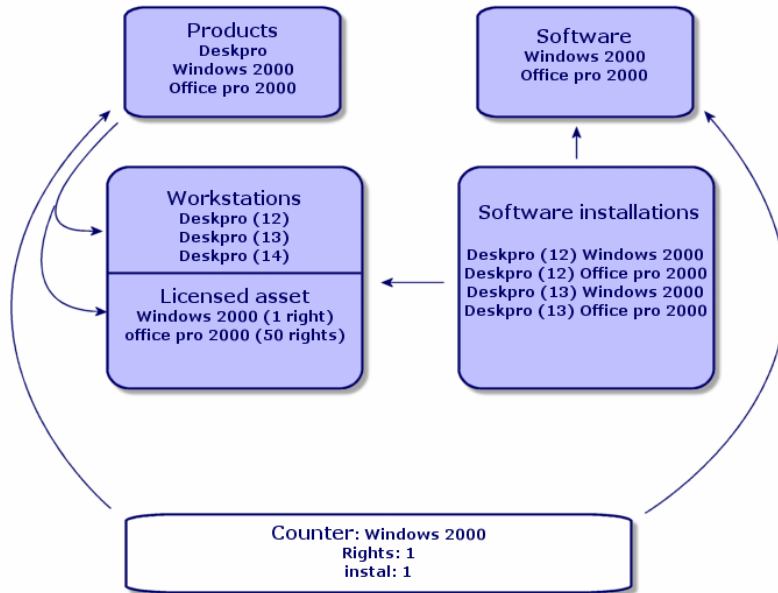 Products
Deskpro
Windows 2000
Office pro 2000
Software
Windows 2000
Office pro 2000
Workstations
Deskpro (12)
Deskpro (13)
Deskpro (14)
Licensed asset
Windows 2000 (1 right)
office pro 2000 (50 rights)
Software installations
Deskpro (12) Windows 2000
Deskpro (12) Office pro 2000
Deskpro (13) Windows 2000
Deskpro (13) Office pro 2000
Counter: Windows 2000
Rights: 1
instal: 1